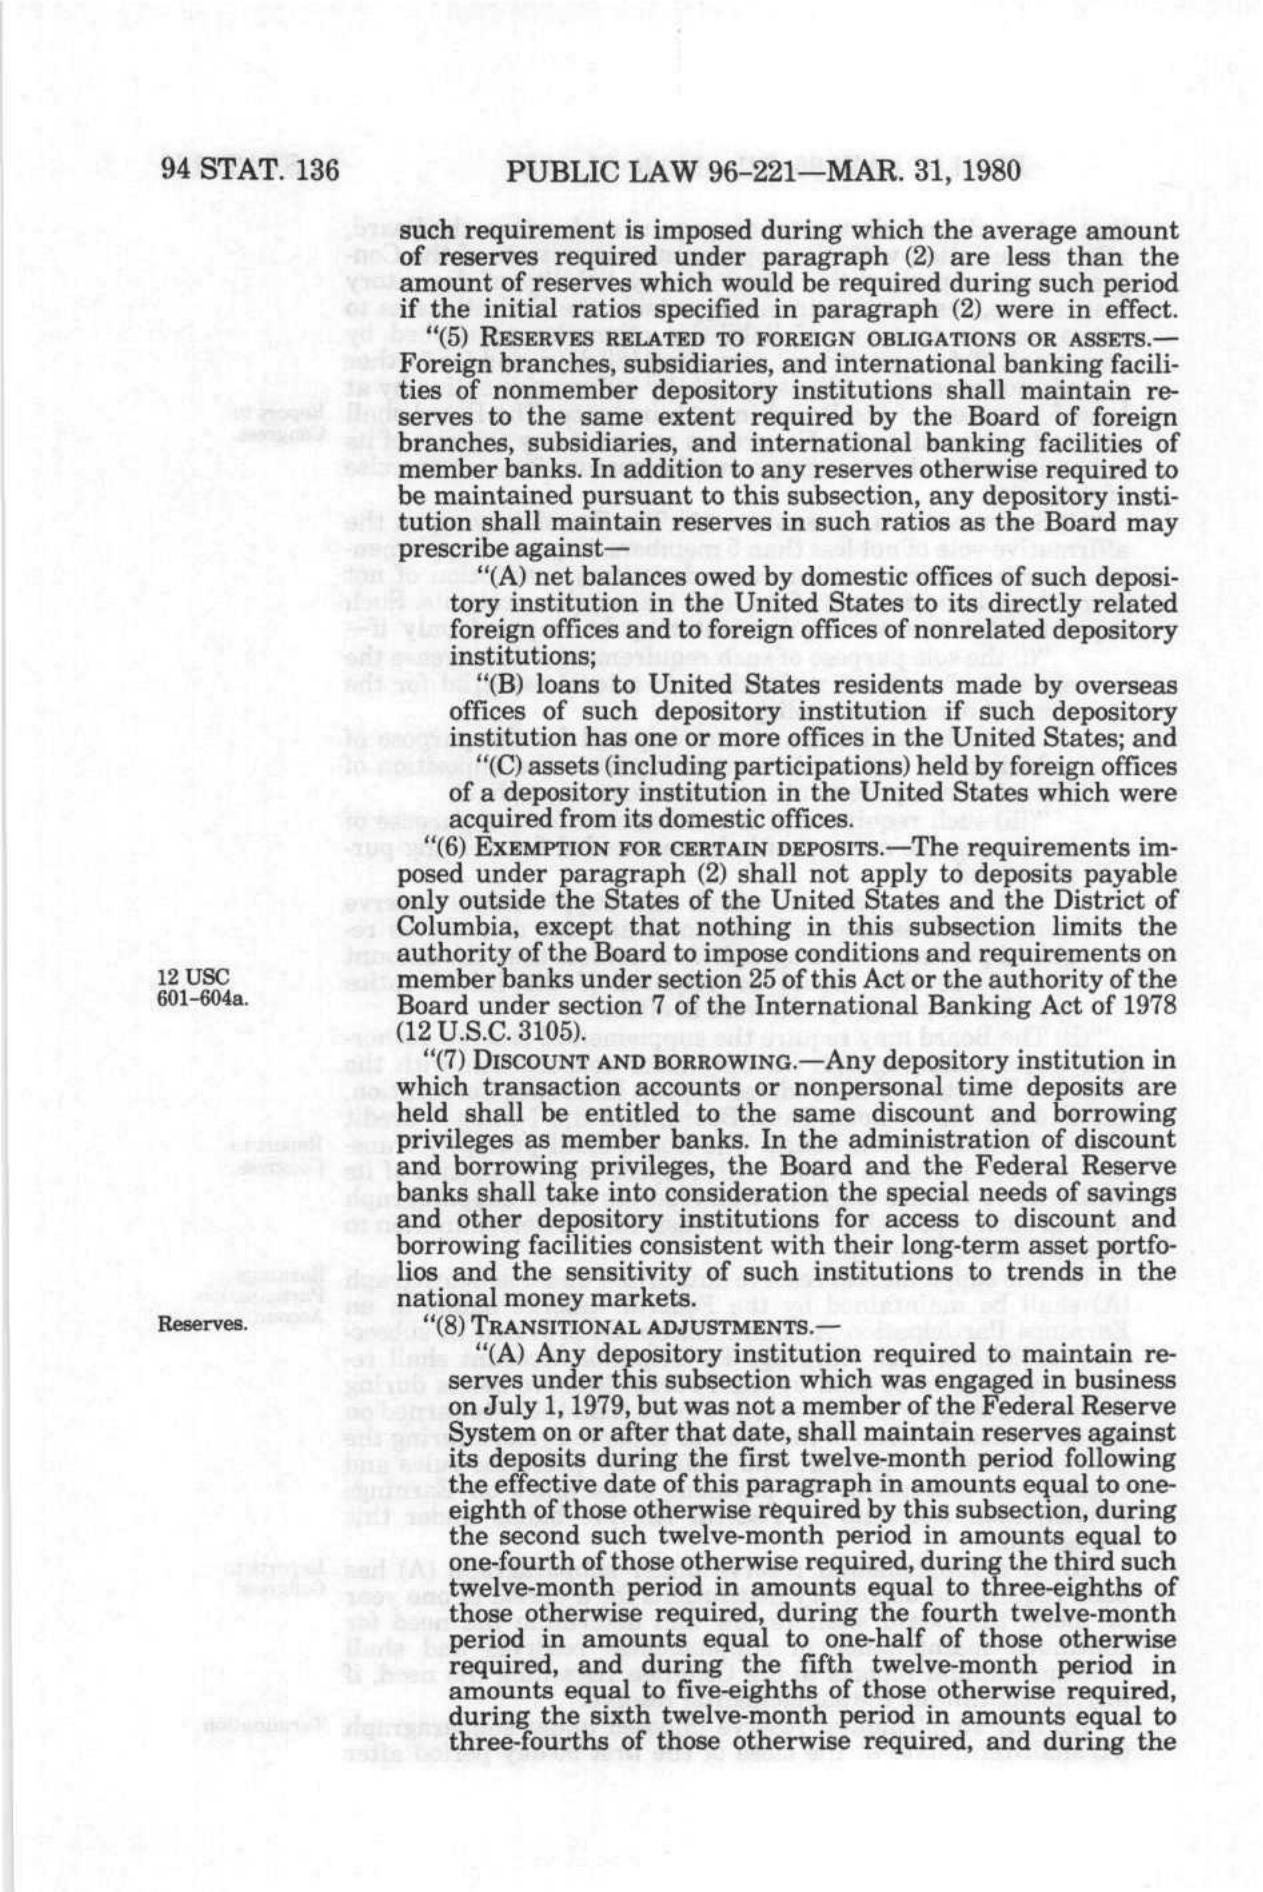 94 STAT. 136
PUBLIC LAW 96-221—MAR. 31, 1980
such requirement is imposed during which the average amount
of reserves required under paragraph (2) are less than the
amount of reserves which would be required during such period
if the initial ratios specified in paragraph (2) were in effect.
"(5) RESERVES RELATED TO FOREIGN OBLIGATIONS OR ASSETS.—
Foreign branches, subsidiaries, and international banking facili-
ties of nonmember depository institutions shall maintain re-
serves to the same extent required by the Board of foreign
branches, subsidiaries, and international banking facilities of
member banks. In addition to any reserves otherwise required to
be maintained pursuant to this subsection, any depository insti-
tution shall maintain reserves in such ratios as the Board may
prescribe against—
"(A) net balances owed by domestic offices of such deposi-
tory institution in the United States to its directly related
foreign offices and to foreign offices of nonrelated depository
institutions;
"(B) loans to United States residents made by overseas
offices of such depository institution if such depository
institution has one or more offices in the United States; and
"(C) assets (including participations) held by foreign offices
of a depository institution in the United States which were
acquired from its domestic offices.
"(6) EXEMPTION FOR CERTAIN DEPOSITS.—The requirements im-
posed under paragraph (2) shall not apply to deposits payable
only outside the States of the United States and the District of
Columbia, except that nothing in this subsection limits the
authority of the Board to impose conditions and requirements on
member banks under section 25 of this Act or the authority of the
Board under section 7 of the International Banking Act of 1978
(12 U.S.C. 3105).
12 USC
601-604a.
"(7) DISCOUNT AND BORROWING.—Any depository institution in
which transaction accounts or nonpersonal time deposits are
held shall be entitled to the same discount and borrowing
privileges as member banks. In the administration of discount
and borrowing privileges, the Board and the Federal Reserve
banks shall take into consideration the special needs of savings
and other depository institutions for access to discount and
borrowing facilities consistent with their long-term asset portfo-
lios and the sensitivity of such institutions to trends in the
national money markets.
Reserves.
"(8) TRANSITIONAL ADJUSTMENTS.—
"(A) Any depository institution required to maintain re-
serves under this subsection which was engaged in business
on July 1, 1979, but was not a member of the Federal Reserve
System on or after that date, shall maintain reserves against
its deposits during the first twelve-month period following
the effective date of this paragraph in amounts equal to one-
eighth of those otherwise required by this subsection, during
the second such twelve-month period in amounts equal to
one-fourth of those otherwise required, during the third such
twelve-month period in amounts equal to three-eighths of
those otherwise required, during the fourth twelve-month
period in amounts equal to one-half of those otherwise
required, and during the fifth twelve-month period in
amounts equal to five-eighths of those otherwise required,
during the sixth twelve-month period in amounts equal to
three-fourths of those otherwise required, and during the